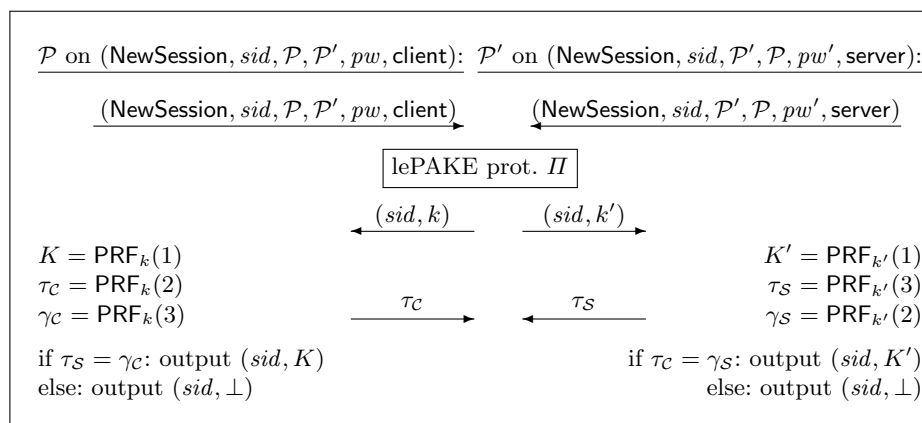 𝒫 on (NewSession, sid, 𝒫, 𝒫′, pw, client): 𝒫′ on (NewSession, sid, 𝒫′, 𝒫, pw′, server):
(NewSession, sid, 𝒫, 𝒫′, pw, client) (NewSession, sid, 𝒫′, 𝒫, pw′, server)
lePAKE prot. Π
(sid, k) (sid, k′)
K = PRF_k(1) K′ = PRF_{k′}(1)
τ_𝒞 = PRF_k(2) τ_𝒮 = PRF_{k′}(3)
γ_𝒞 = PRF_k(3) τ_𝒞 τ_𝒮 γ_𝒮 = PRF_{k′}(2)
if τ_𝒮 = γ_𝒞: output (sid, K) if τ_𝒞 = γ_𝒮: output (sid, K′)
else: output (sid, ⊥) else: output (sid, ⊥)